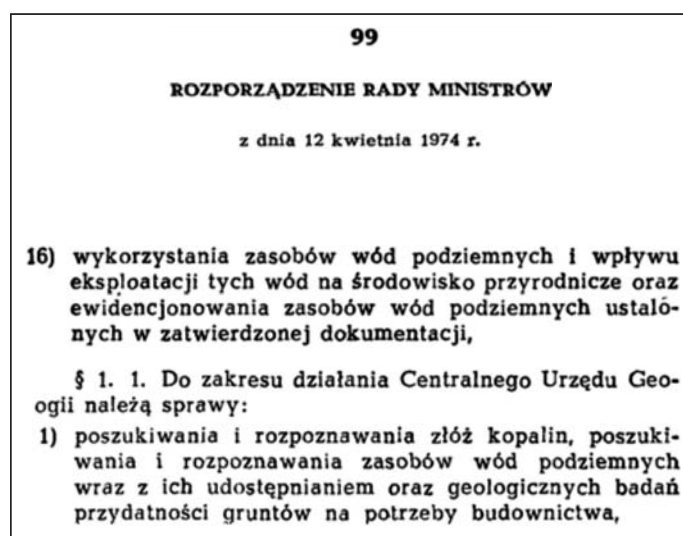 99
ROZPORZĄDZENIE RADY MINISTRÓW
z dnia 12 kwietnia 1974 r.
16) wykorzystania zasobów wód podziemnych i wpływu
eksploatacji tych wód na środowisko przyrodnicze oraz
ewidencjonowania zasobów wód podziemnych ustaló-
nych w zatwierdzonej dokumentacji,
§ 1. 1. Do zakresu działania Centralnego Urzędu Geo-
ogii należą sprawy:
1) poszukiwania i rozpoznawania złóż kopalin, poszuki-
wania i rozpoznawania zasobów wód podziemnych
wraz z ich udostępnianiem oraz geologicznych badań
przydatności gruntów na potrzeby budownictwa,